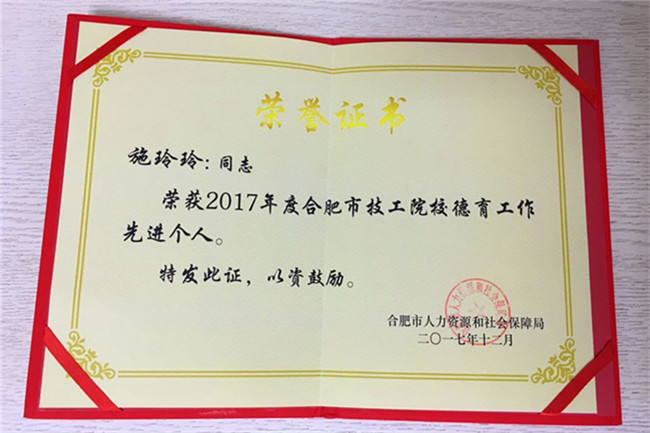 荣誉证书
施玲玲：同志
荣获2017年度合肥市技工院校德育工作
先进个人。
特发此证，以资鼓励。
合肥市人力资源和社会保障局
二〇一七年十二月